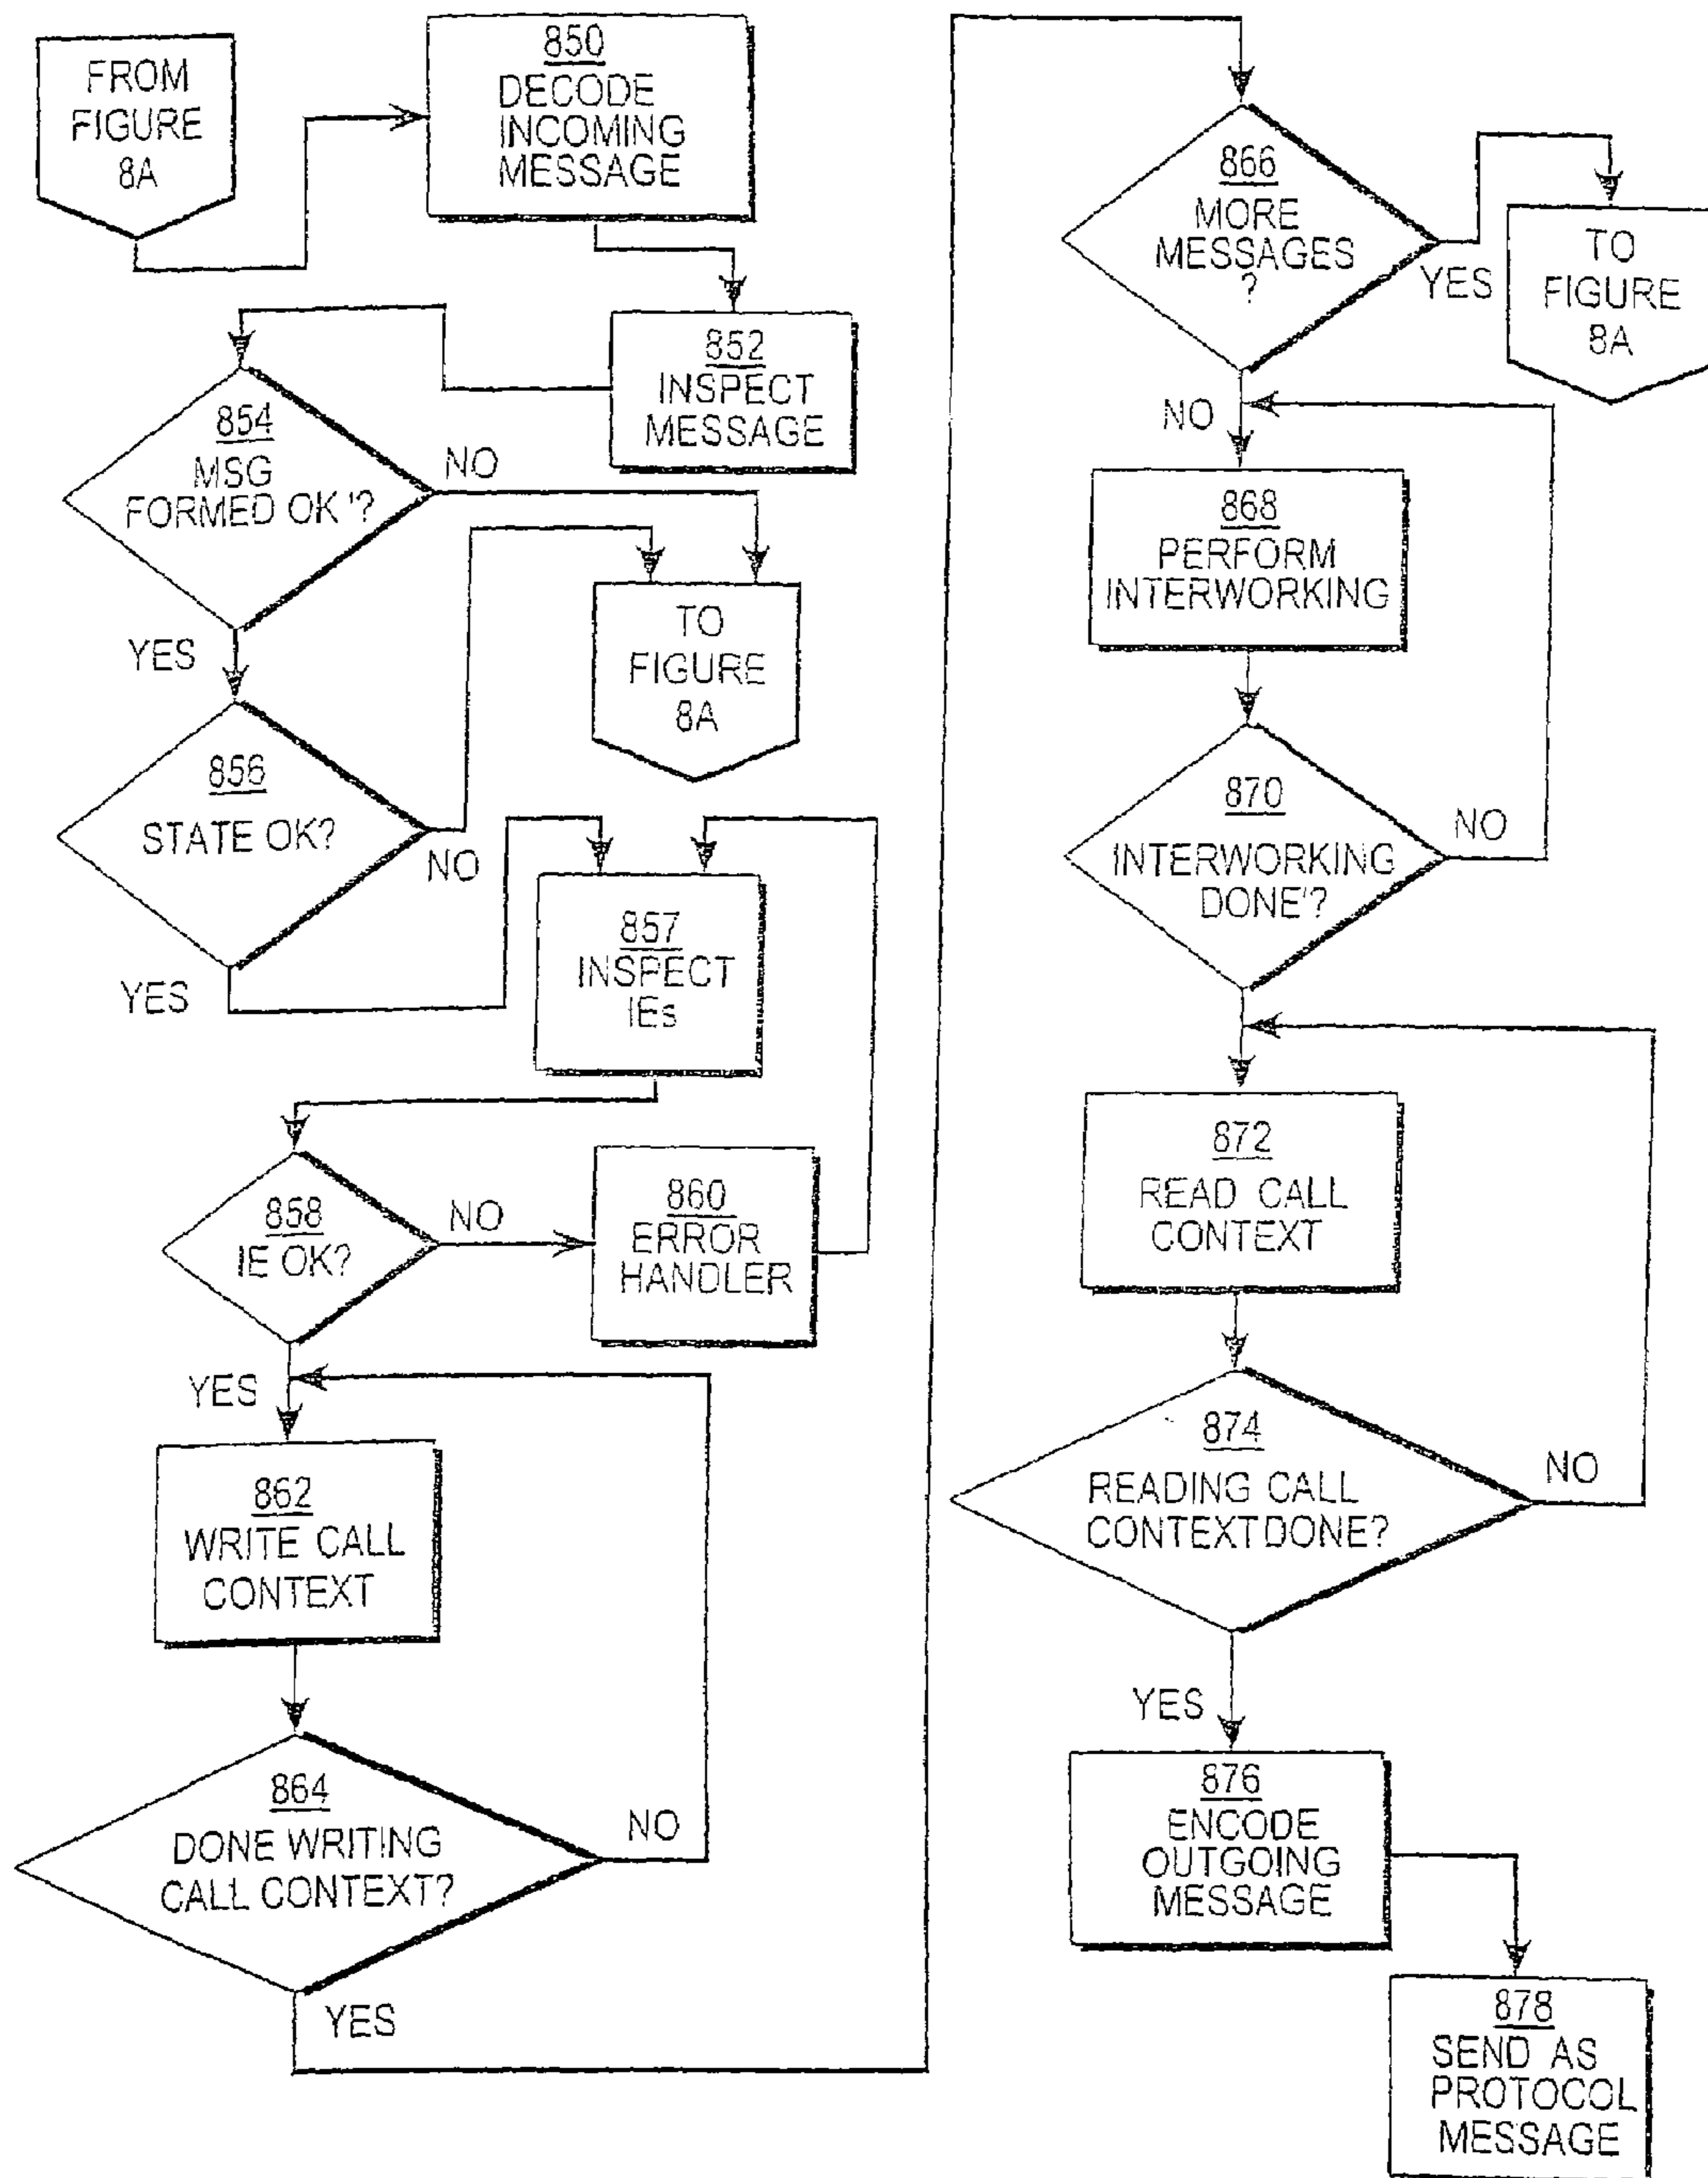 FROM
FIGURE
8A
850
DECODE
INCOMING
MESSAGE
852
INSPECT
MESSAGE
854
MSG
FORMED OK'?
NO
YES
TO
FIGURE
8A
856
STATE OK?
NO
YES
857
INSPECT
IEs
858
IE OK?
NO
860
ERROR
HANDLER
YES
862
WRITE CALL
CONTEXT
864
DONE WRITING
CALL CONTEXT?
NO
YES
866
MORE
MESSAGES
?
YES
TO
FIGURE
8A
NO
868
PERFORM
INTERWORKING
870
INTERWORKING
DONE'?
NO
872
READ CALL
CONTEXT
874
READING CALL
CONTEXT DONE?
NO
YES
876
ENCODE
OUTGOING
MESSAGE
878
SEND AS
PROTOCOL
MESSAGE